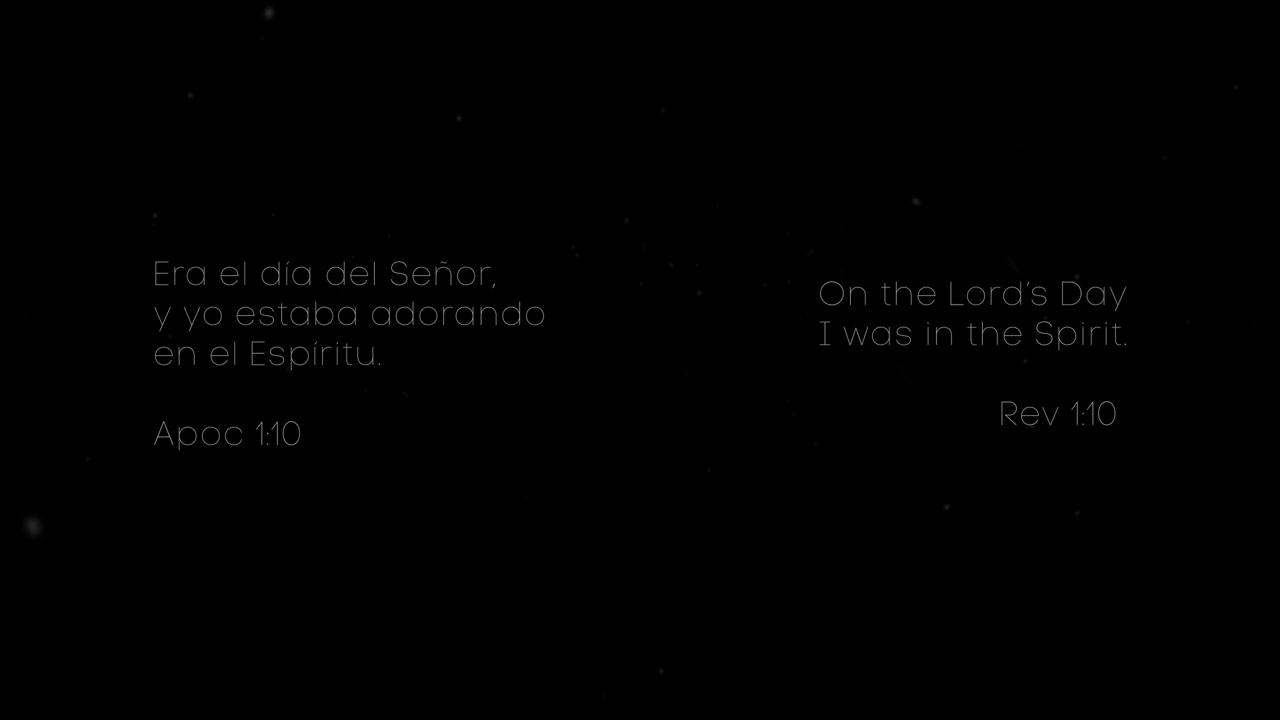 Era el día del Señor,
y yo estaba adorando
en el Espíritu.
Apoc 1:10
On the Lord's Day
I was in the Spirit.
Rev 1:10